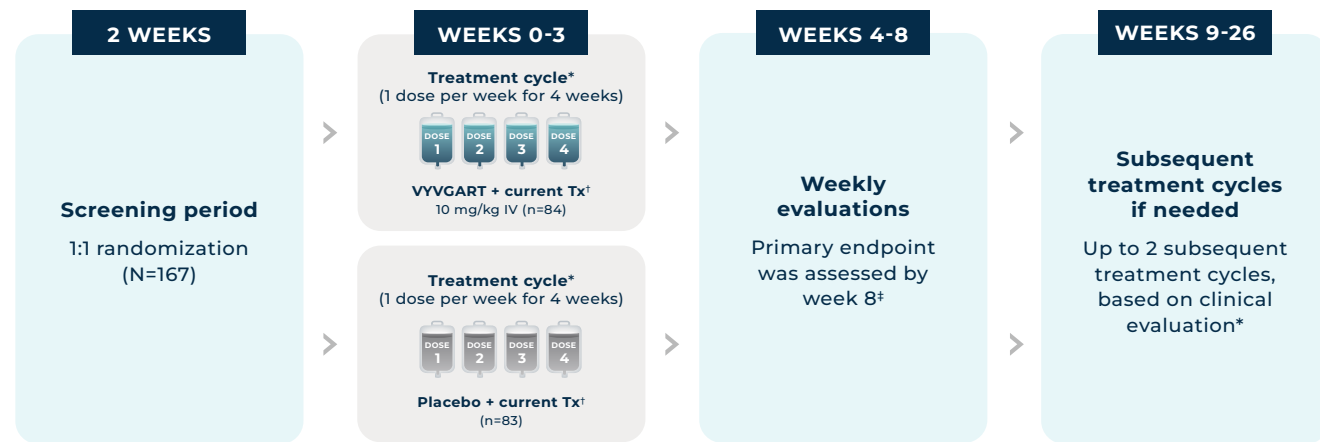 2 WEEKS
Screening period
1:1 randomization
(N=167)
WEEKS 0-3
Treatment cycle*
(1 dose per week for 4 weeks)
DOSE 1
DOSE 2
DOSE 3
DOSE 4
VYVGART + current Tx†
10 mg/kg IV (n=84)
Treatment cycle*
(1 dose per week for 4 weeks)
DOSE 1
DOSE 2
DOSE 3
DOSE 4
Placebo + current Tx†
(n=83)
WEEKS 4-8
Weekly
evaluations
Primary endpoint
was assessed by
week 8‡
WEEKS 9-26
Subsequent
treatment cycles
if needed
Up to 2 subsequent
treatment cycles,
based on clinical
evaluation*